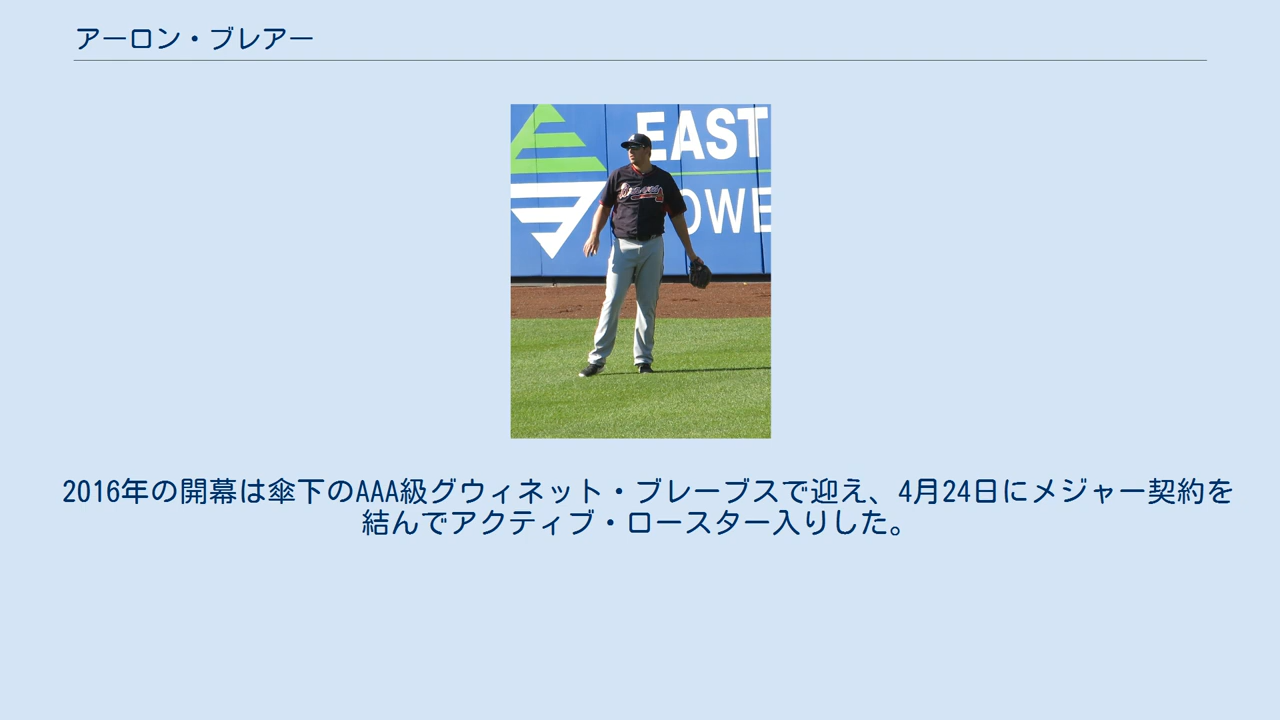 アーロン・ブレアー
EAST
OWE
Braves
2016年の開幕は傘下のAAA級グウィネット・ブレーブスで迎え、4月24日にメジャー契約を
結んでアクティブ・ロースター入りした。